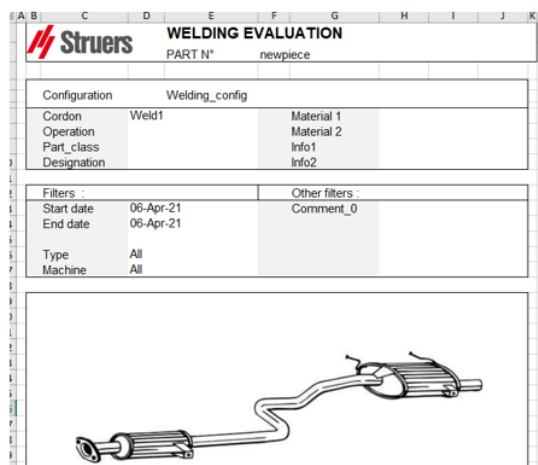 A B C D E F G H I J K
Struers
WELDING EVALUATION
PART N° newpiece
Configuration Welding_config
Cordon Weld1 Material 1
Operation Material 2
Part_class Info1
Designation Info2
Filters : Other filters :
Start date 06-Apr-21 Comment_0
End date 06-Apr-21
Type All
Machine All